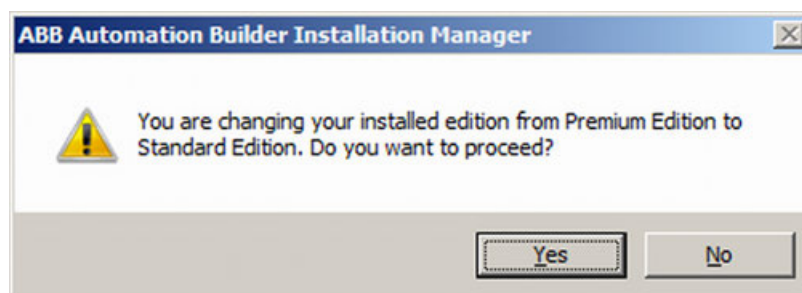 ABB Automation Builder Installation Manager
You are changing your installed edition from Premium Edition to
Standard Edition. Do you want to proceed?
Yes
No